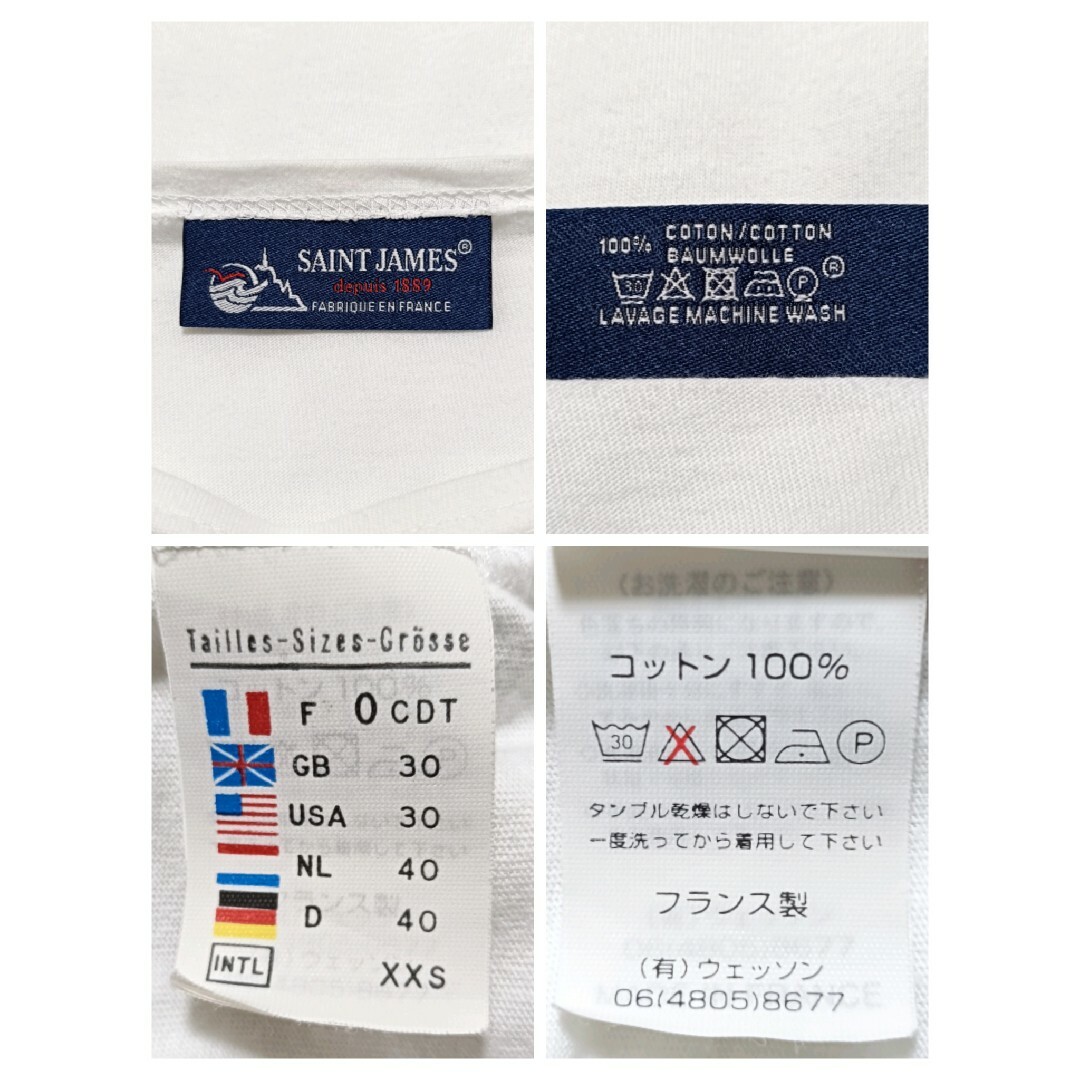 SAINT JAMES®
depuis 1889
FABRIQUE EN FRANCE
100% COTON/COTTON
BAUMWOLLE
30 P ®
LAVAGE MACHINE WASH
Tailles-Sizes-Grösse
F 0 CDT
GB 30
USA 30
NL 40
D 40
INTL XXS
(お洗濯のご注意)
コットン 100%
30 P
タンブル乾燥はしないで下さい
一度洗ってから着用して下さい
フランス製
(有) ウェッソン
06(4805)8677